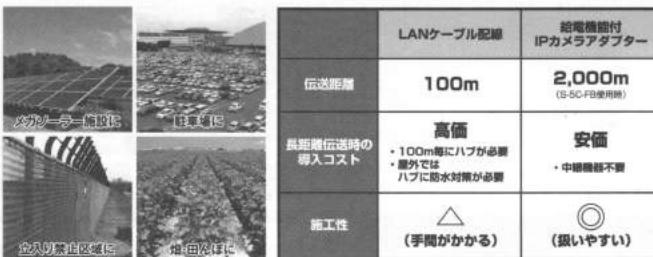 メガソーラー施設に
駐車場に
立入り禁止区域に
畑・田んぼに
LANケーブル配線
給電機能付
IPカメラアダプター
伝送距離
100m
2,000m
(S-5C-FB使用時)
長距離伝送時の
導入コスト
高価
・100m毎にハブが必要
・屋外では
ハブに防水対策が必要
安価
・中継機器不要
施工性
△
(手間がかかる)
◎
(扱いやすい)